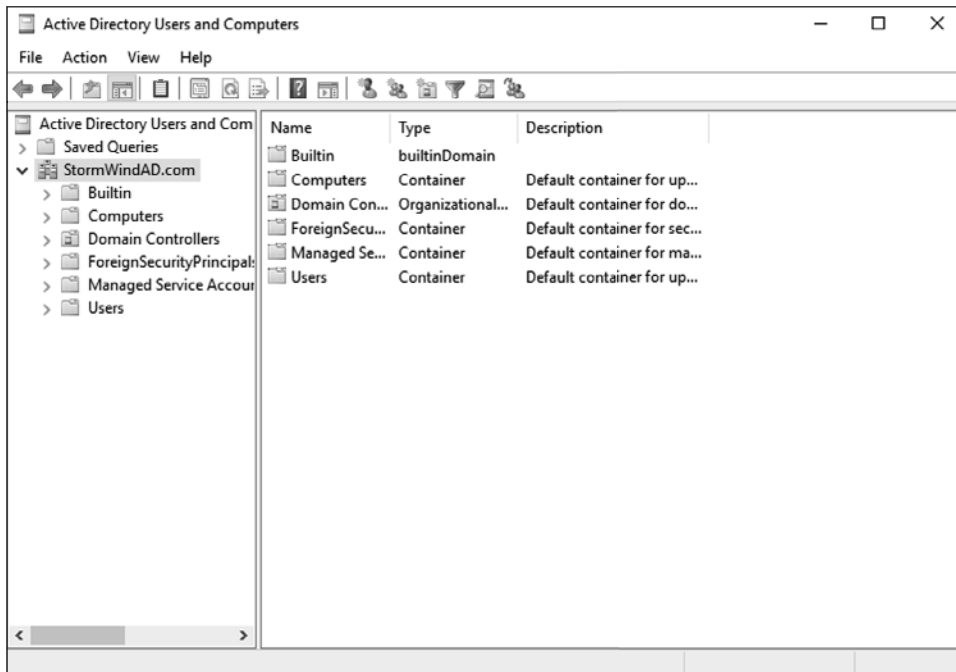 Active Directory Users and Computers
File Action View Help
Active Directory Users and Com
Saved Queries
StormWindAD.com
Builtin
Computers
Domain Controllers
ForeignSecurityPrincipals
Managed Service Accour
Users
Name Type Description
Builtin builtinDomain
Computers Container Default container for up...
Domain Con... Organizational... Default container for do...
ForeignSecu... Container Default container for sec...
Managed Se... Container Default container for ma...
Users Container Default container for up...